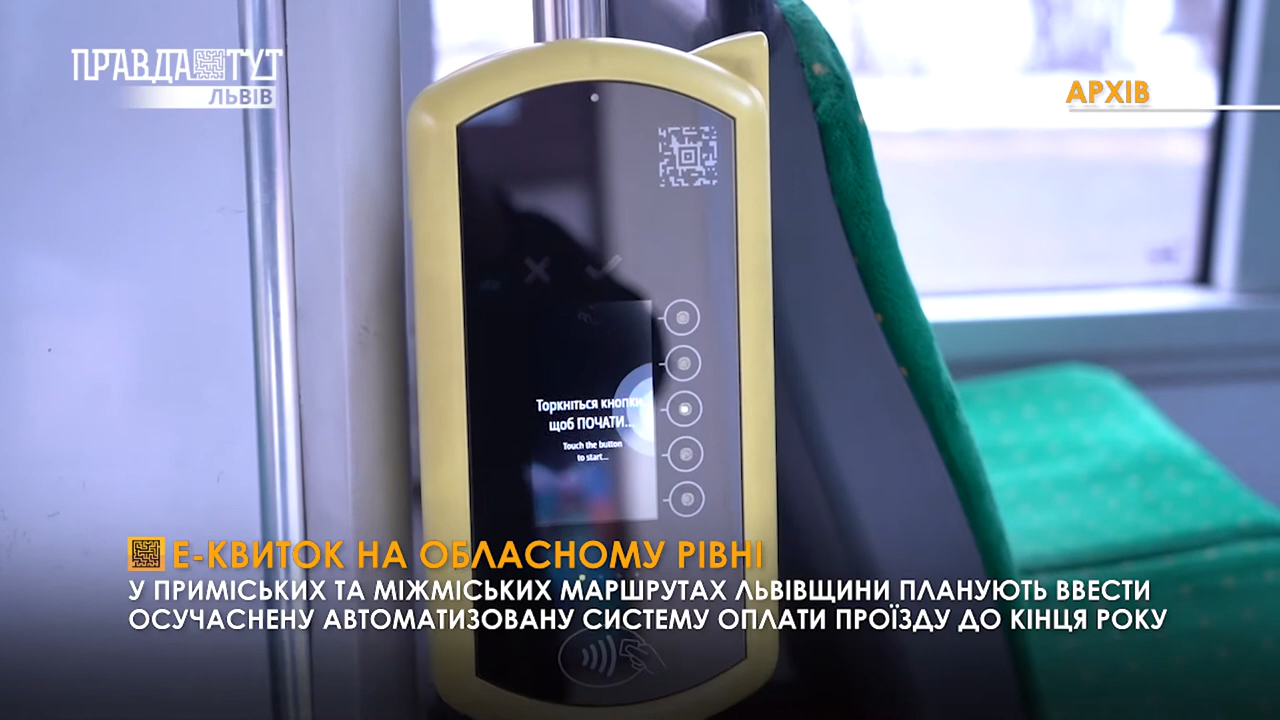 ПРАВДА ТУТ
ЛЬВІВ
АРХІВ
Торкніться кнопки
щоб ПОЧАТИ...
Touch the button
to start...
Е-КВИТОК НА ОБЛАСНОМУ РІВНІ
У ПРИМІСЬКИХ ТА МІЖМІСЬКИХ МАРШРУТАХ ЛЬВІВЩИНИ ПЛАНУЮТЬ ВВЕСТИ
ОСУЧАСНЕНУ АВТОМАТИЗОВАНУ СИСТЕМУ ОПЛАТИ ПРОЇЗДУ ДО КІНЦЯ РОКУ